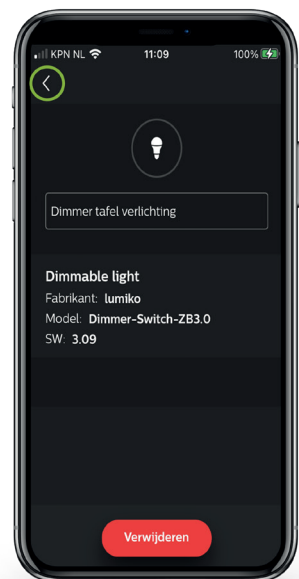 KPN NL 11:09 100%
Dimmer tafel verlichting
Dimmable light
Fabrikant: lumiko
Model: Dimmer-Switch-ZB3.0
SW: 3.09
Verwijderen